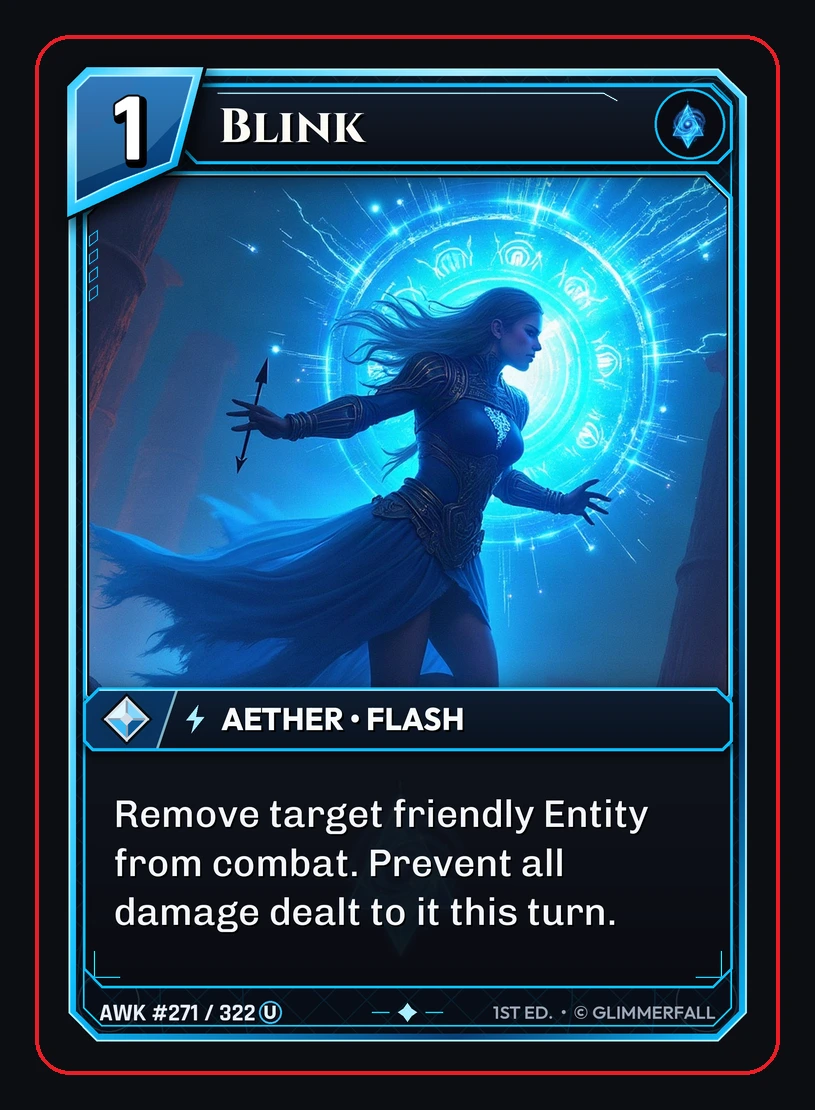 1
BLINK
AETHER • FLASH
Remove target friendly Entity
from combat. Prevent all
damage dealt to it this turn.
AWK #271 / 322 U
1ST ED. • © GLIMMERFALL